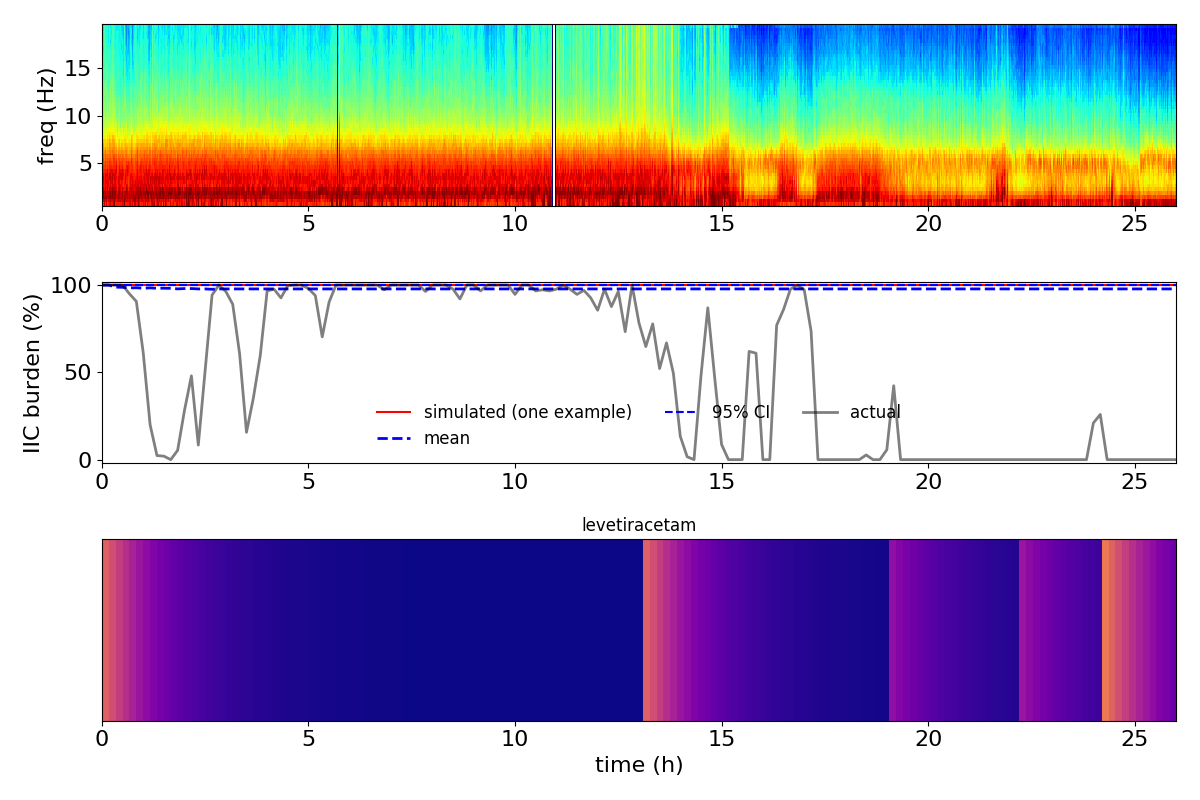 15
10
5
freq (Hz)
0 5 10 15 20 25
100
50
0
IIC burden (%)
simulated (one example) 95% CI actual
mean
0 5 10 15 20 25
levetiracetam
0 5 10 15 20 25
time (h)